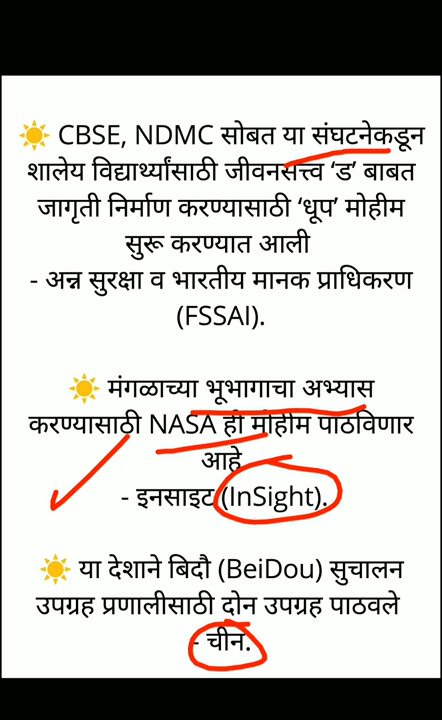 ☀️ CBSE, NDMC सोबत या संघटनेकडून
शालेय विद्यार्थ्यांसाठी जीवनसत्त्व ‘ड’ बाबत
जागृती निर्माण करण्यासाठी ‘धूप’ मोहीम
सुरू करण्यात आली
- अन्न सुरक्षा व भारतीय मानक प्राधिकरण
(FSSAI).
☀️ मंगळाच्या भूभागाचा अभ्यास
करण्यासाठी NASA ही मोहीम पाठविणार
आहे
- इनसाइट (InSight).
☀️ या देशाने बिदौ (BeiDou) सुचालन
उपग्रह प्रणालीसाठी दोन उपग्रह पाठवले
- चीन.